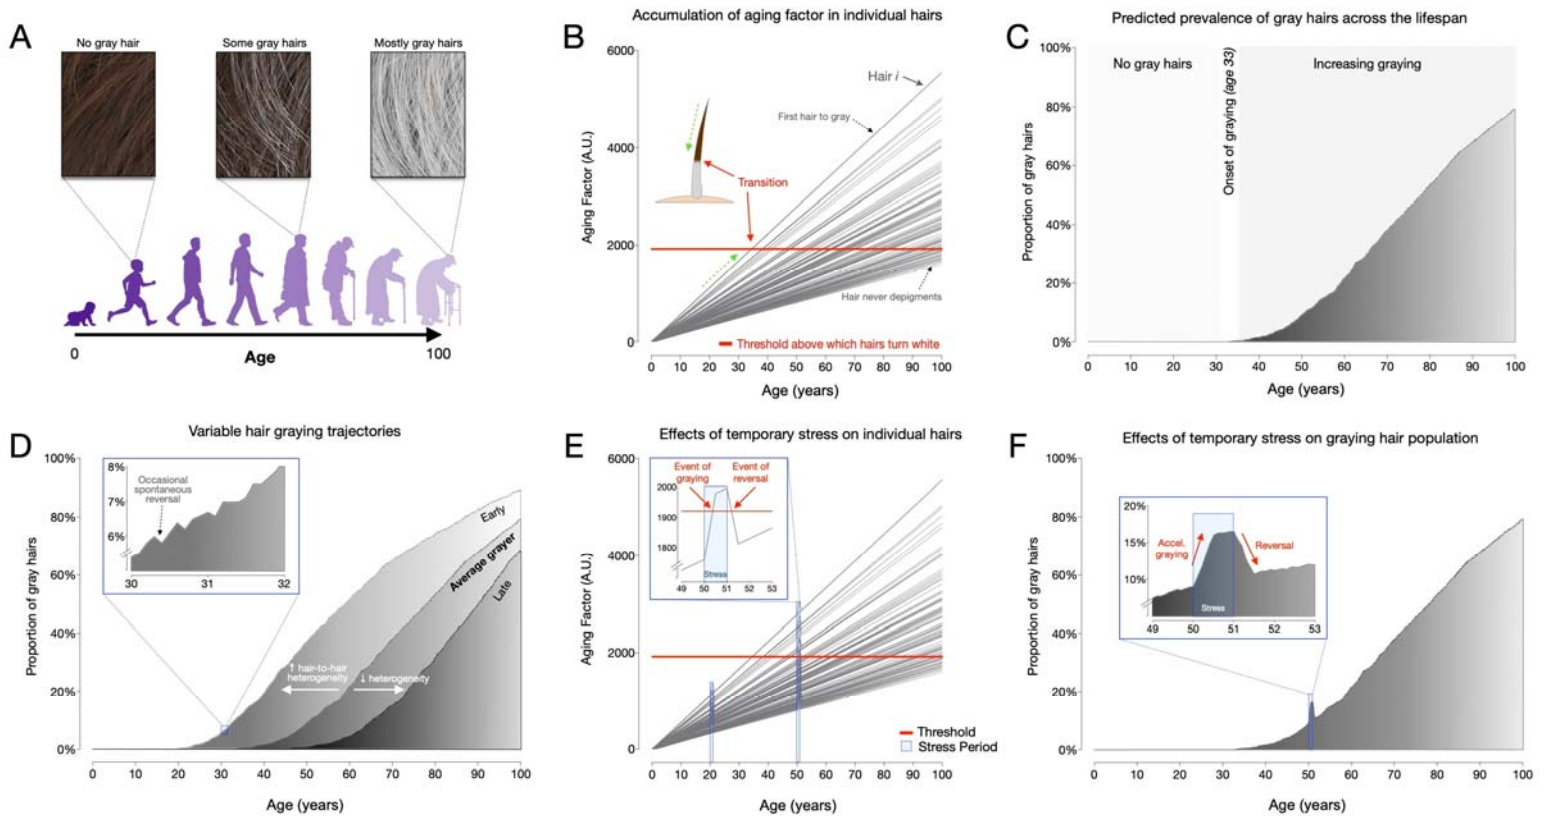 A
No gray hair
Some gray hairs
Mostly gray hairs
0
Age
100
B
Accumulation of aging factor in individual hairs
Aging Factor (A.U.)
6000
4000
2000
0
Hair i
First hair to gray
Transition
Hair never depigments
Threshold above which hairs turn white
0 10 20 30 40 50 60 70 80 90 100
Age (years)
C
Predicted prevalence of gray hairs across the lifespan
Proportion of gray hairs
100%
80%
60%
40%
20%
0%
No gray hairs
Onset of graying (age 33)
Increasing graying
0 10 20 30 40 50 60 70 80 90 100
Age (years)
D
Variable hair graying trajectories
Proportion of gray hairs
100%
80%
60%
40%
20%
0%
8%
7%
6%
Occasional
spontaneous
reversal
30 31 32
Early
Average grayer
Late
↑ hair-to-hair
heterogeneity
↓ heterogeneity
0 10 20 30 40 50 60 70 80 90 100
Age (years)
E
Effects of temporary stress on individual hairs
Aging Factor (A.U.)
6000
4000
2000
0
Event of
graying
Event of
reversal
2000
1900
1800
Stress
49 50 51 52 53
Threshold
Stress Period
0 10 20 30 40 50 60 70 80 90 100
Age (years)
F
Effects of temporary stress on graying hair population
Proportion of gray hairs
100%
80%
60%
40%
20%
0%
20%
15%
10%
Accel.
graying
Reversal
Stress
49 50 51 52 53
0 10 20 30 40 50 60 70 80 90 100
Age (years)